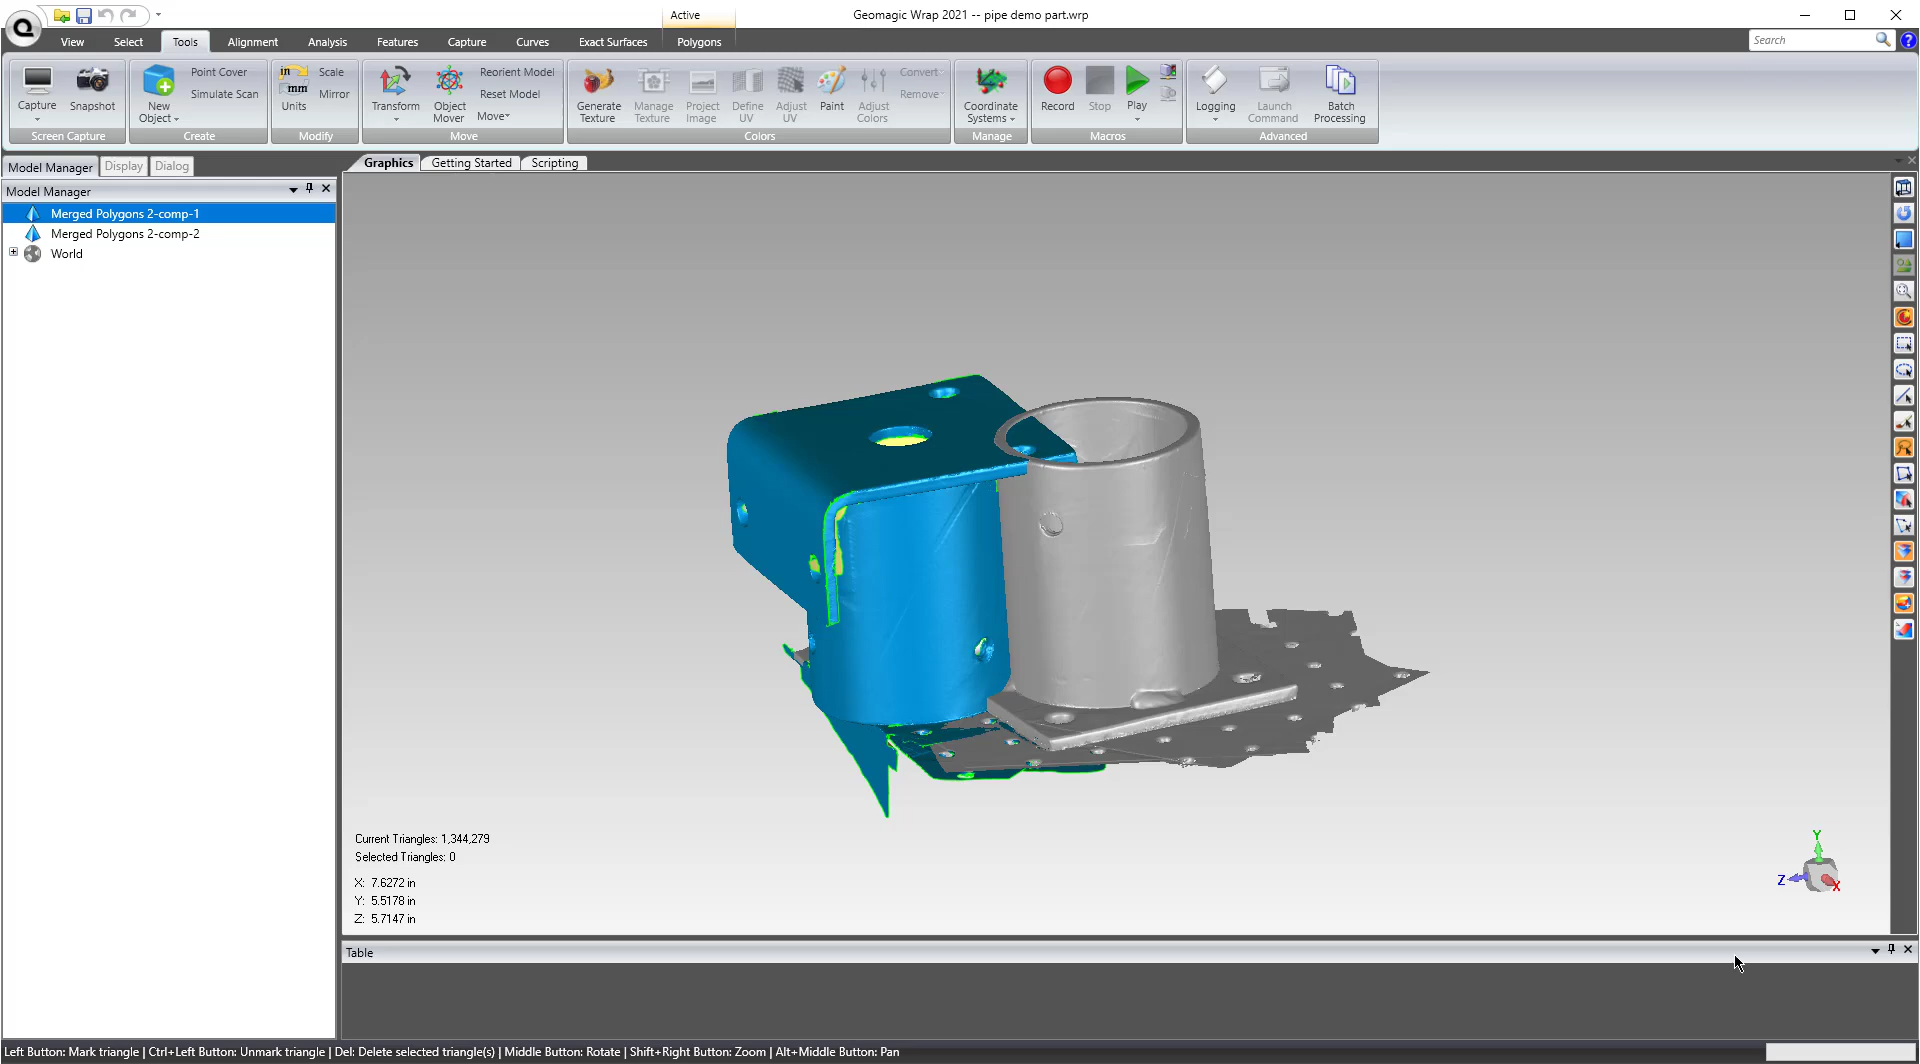 Active
Geomagic Wrap 2021 -- pipe demo part.wrp
View Select Tools Alignment Analysis Features Capture Curves Exact Surfaces Polygons
Search
Capture
Snapshot
Screen Capture
New Object
Point Cover
Simulate Scan
Create
in
mm
Units
Scale
Mirror
Modify
Transform
Object Mover
Reorient Model
Reset Model
Move
Move
Generate Texture
Manage Texture
Project Image
Define UV
Adjust UV
Paint
Adjust Colors
Convert
Remove
Colors
Coordinate Systems
Manage
Record
Stop
Play
Macros
Logging
Launch Command
Batch Processing
Advanced
Model Manager Display Dialog
Graphics Getting Started Scripting
Model Manager
Merged Polygons 2-comp-1
Merged Polygons 2-comp-2
World
Current Triangles: 1,344,279
Selected Triangles: 0
X: 7.6272 in
Y: 5.5178 in
Z: 5.7147 in
Y
Z
X
Table
Left Button: Mark triangle | Ctrl+Left Button: Unmark triangle | Del: Delete selected triangle(s) | Middle Button: Rotate | Shift+Right Button: Zoom | Alt+Middle Button: Pan